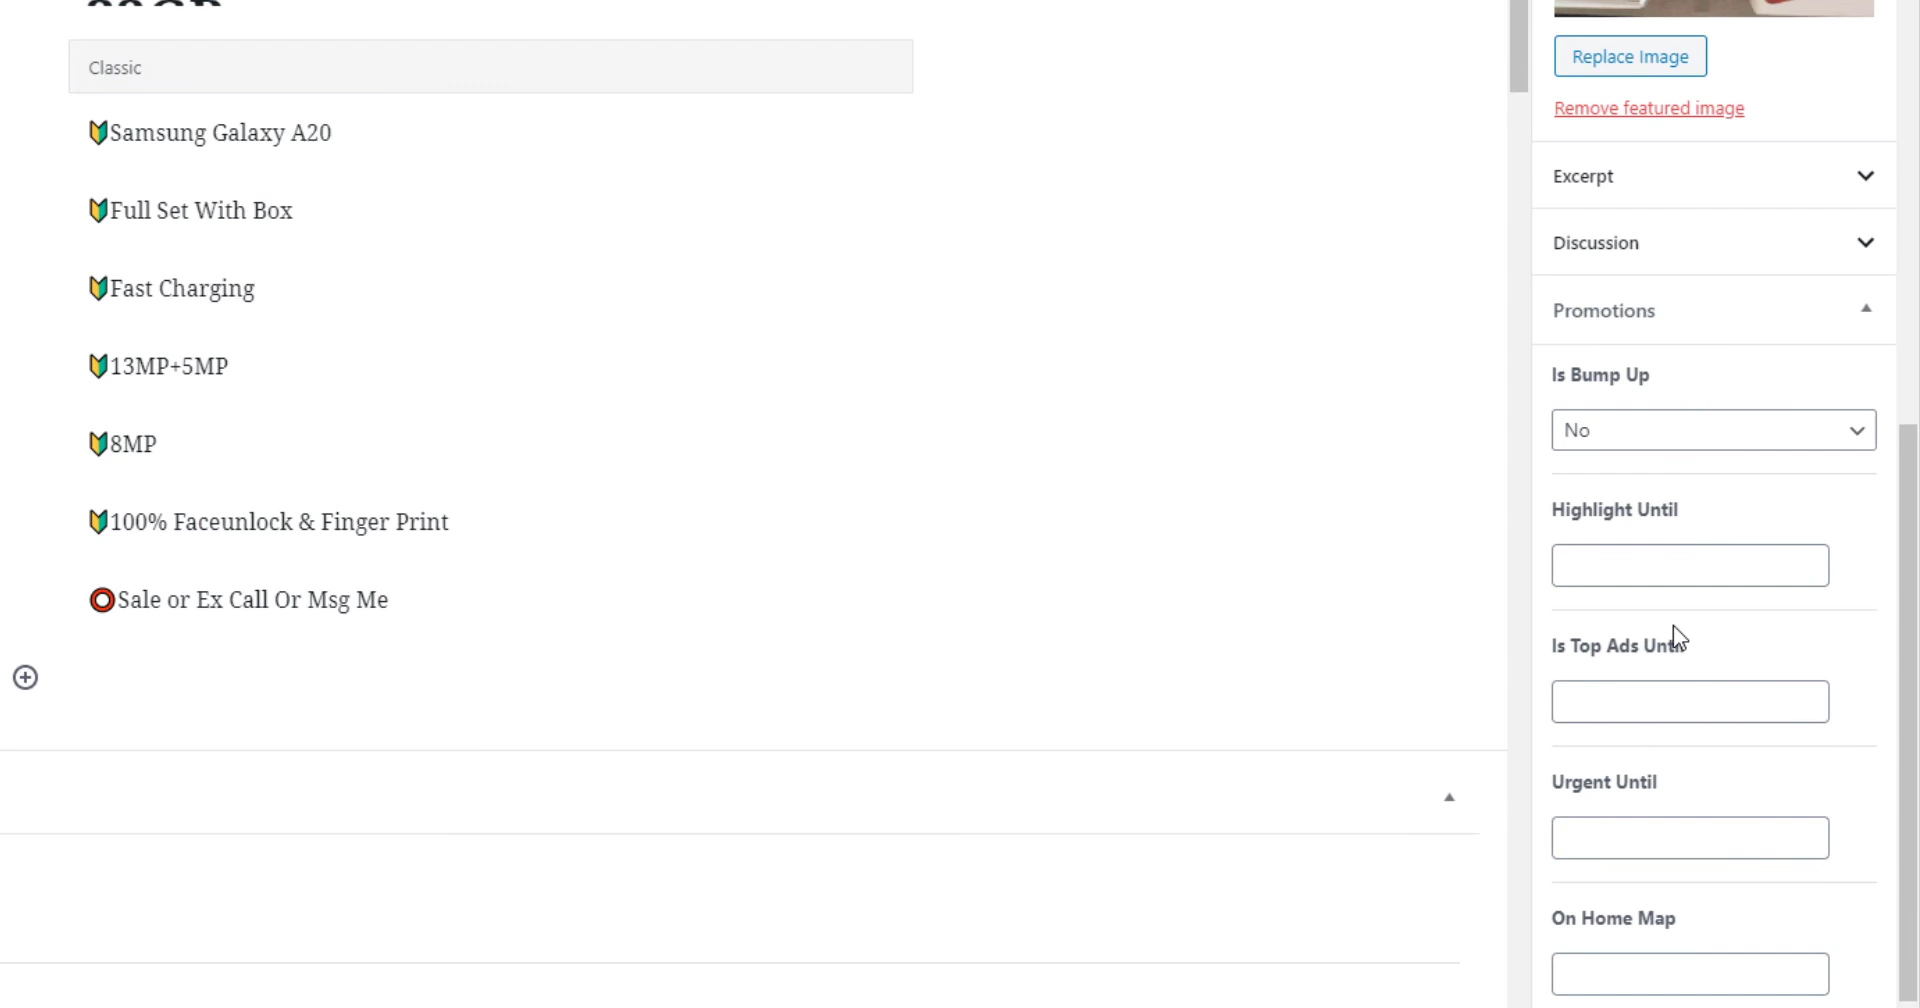 Classic
🔰Samsung Galaxy A20
🔰Full Set With Box
🔰Fast Charging
🔰13MP+5MP
🔰8MP
🔰100% Faceunlock & Finger Print
⭕Sale or Ex Call Or Msg Me
Replace Image
Remove featured image
Excerpt
Discussion
Promotions
Is Bump Up
No
Highlight Until
Is Top Ads Until
Urgent Until
On Home Map